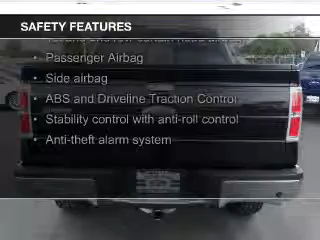 SAFETY FEATURES
• Passenger Airbag
• Side airbag
• ABS and Driveline Traction Control
• Stability control with anti-roll control
• Anti-theft alarm system